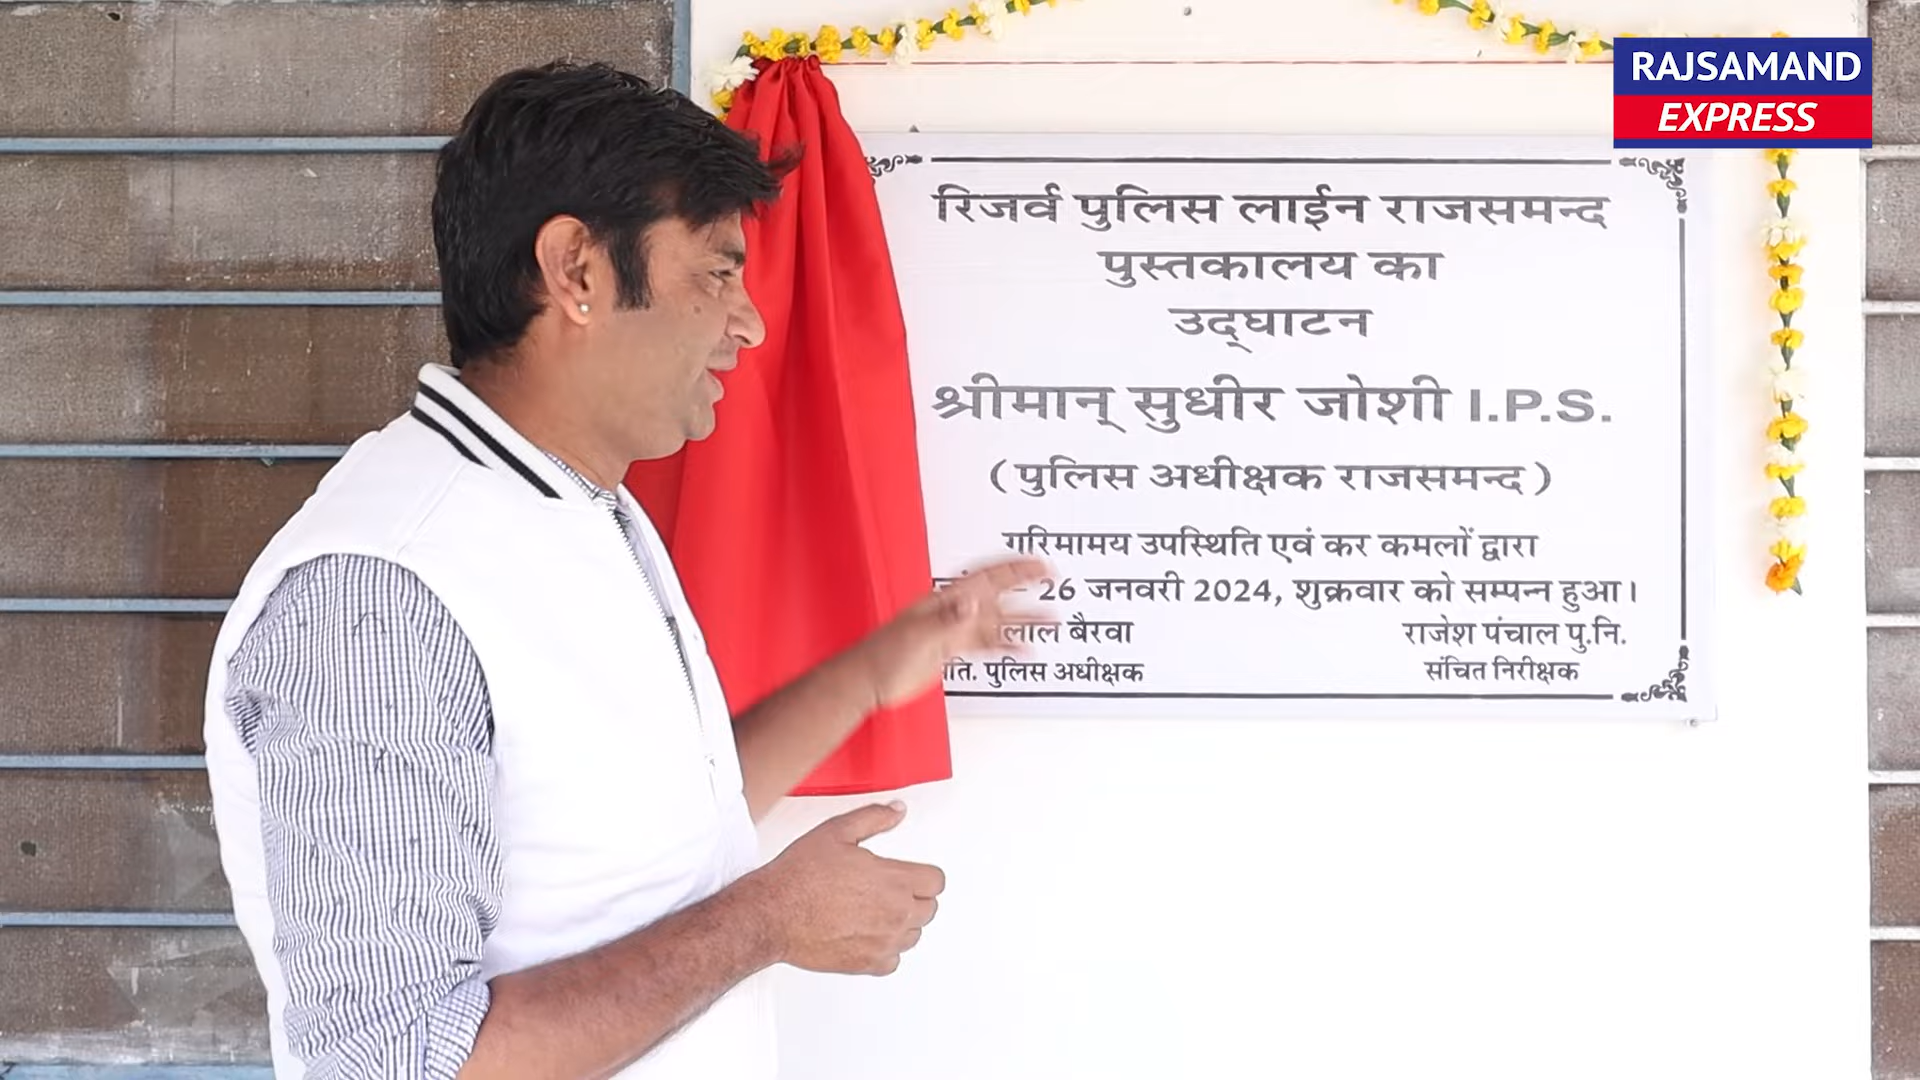 RAJSAMAND
EXPRESS
रिजर्व पुलिस लाईन राजसमन्द
पुस्तकालय का
उद्घाटन
श्रीमान् सुधीर जोशी I.P.S.
( पुलिस अधीक्षक राजसमन्द )
गरिमामय उपस्थिति एवं कर कमलों द्वारा
26 जनवरी 2024, शुक्रवार को सम्पन्न हुआ।
लाल बैरवा
राजेश पंचाल पु.नि.
पुलिस अधीक्षक
संचित निरीक्षक